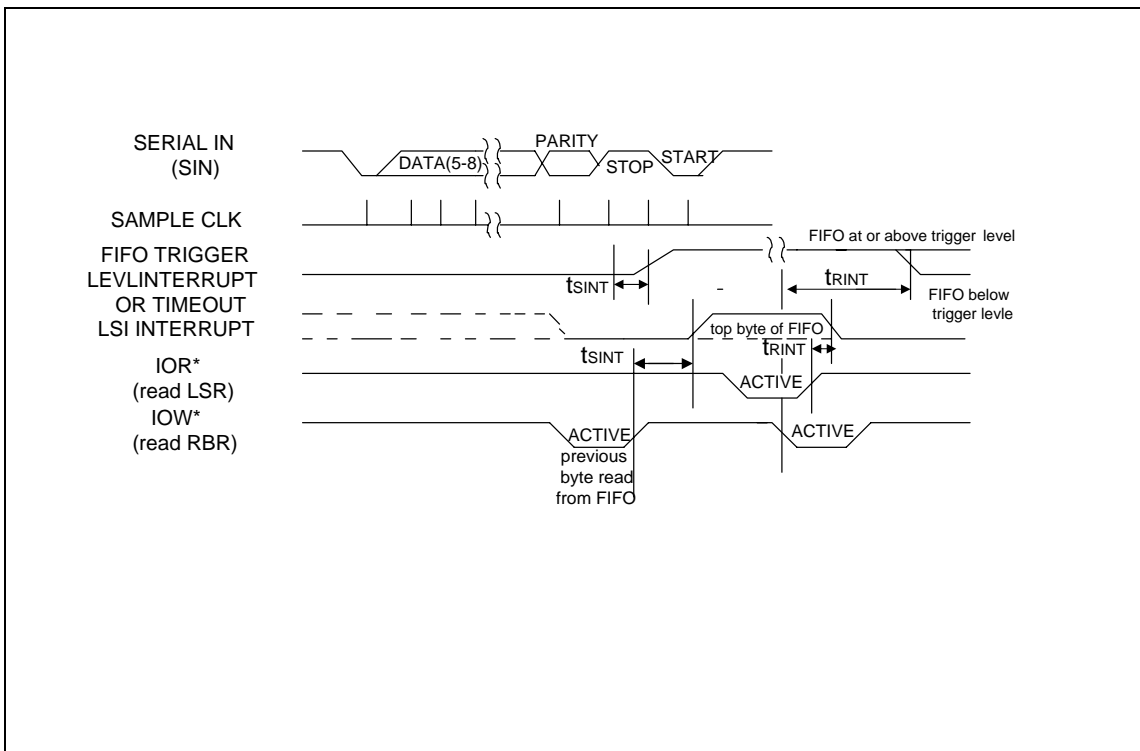 SERIAL IN
(SIN)
DATA(5-8)
PARITY
STOP
START
SAMPLE CLK
FIFO TRIGGER
LEVLINTERRUPT
OR TIMEOUT
LSI INTERRUPT
FIFO at or above trigger level
tSINT
tRINT
FIFO below
trigger levle
top byte of FIFO
tSINT
tRINT
IOR*
(read LSR)
ACTIVE
IOW*
(read RBR)
ACTIVE
ACTIVE
previous
byte read
from FIFO